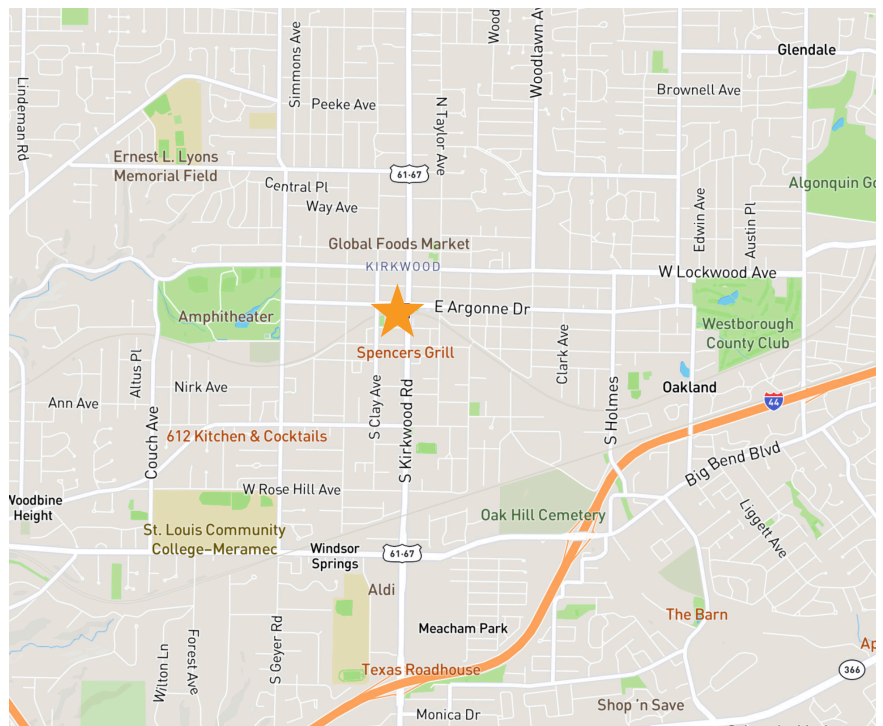 Wood
Woodlawn Av
Glendale
Simmons Ave
Lindeman Rd
Peeke Ave
N Taylor Ave
Brownell Ave
Ernest L. Lyons
Memorial Field
61-67
Central Pl
Way Ave
Algonquin Go
Edwin Ave
Austin Pl
Global Foods Market
KIRKWOOD
W Lockwood Ave
E Argonne Dr
Amphitheater
Westborough
County Club
Spencers Grill
Clark Ave
Altus Pl
Nirk Ave
Oakland
Ann Ave
44
S Clay Ave
S Kirkwood Rd
S Holmes
Couch Ave
612 Kitchen & Cocktails
Big Bend Blvd
W Rose Hill Ave
Woodbine
Height
Oak Hill Cemetery
Liggett Ave
St. Louis Community
College–Meramec
Windsor
Springs
61-67
Aldi
The Barn
Meacham Park
S Geyer Rd
Forest Ave
Wilton Ln
Texas Roadhouse
Ap
366
Shop 'n Save
Monica Dr